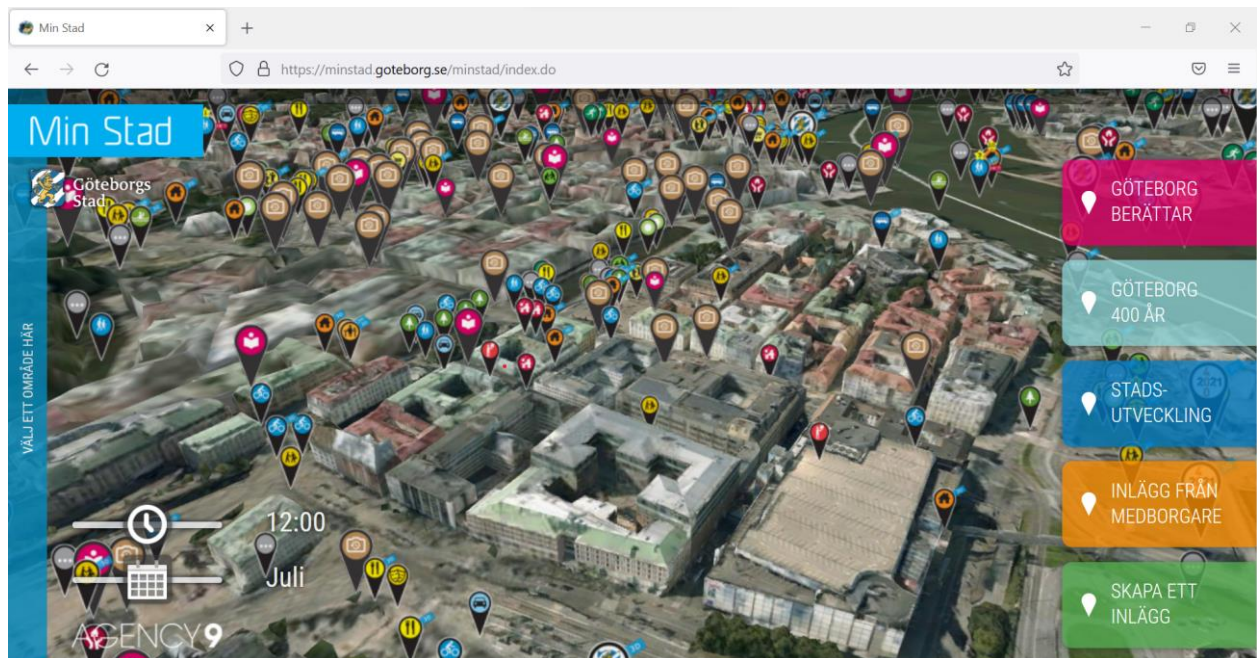 Min Stad
https://minstad.goteborg.se/minstad/index.do
Min Stad
Göteborgs
Stad
VÄLJ ETT OMRÅDE HÄR
GÖTEBORG
BERÄTTAR
GÖTEBORG
400 ÅR
STADS-
UTVECKLING
2021
INLÄGG FRÅN
MEDBORGARE
12:00
Juli
SKAPA ETT
INLÄGG
AGENCY9